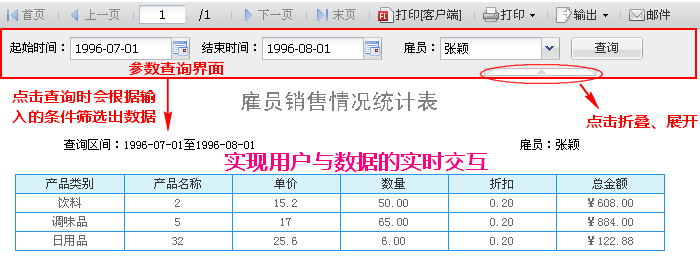 首页 上一页 1 /1 下一页 末页 打印[客户端] 打印 输出 邮件
起始时间： 1996-07-01 结束时间： 1996-08-01 雇员： 张颖 查询
参数查询界面
点击查询时会根据输
入的条件筛选出数据
雇员销售情况统计表
点击折叠、展开
查询区间：1996-07-01至1996-08-01 雇员：张颖
实现用户与数据的实时交互
产品类别 产品名称 单价 数量 折扣 总金额
饮料 2 15.2 50.00 0.20 ¥608.00
调味品 5 17 65.00 0.20 ¥884.00
日用品 32 25.6 6.00 0.20 ¥122.88